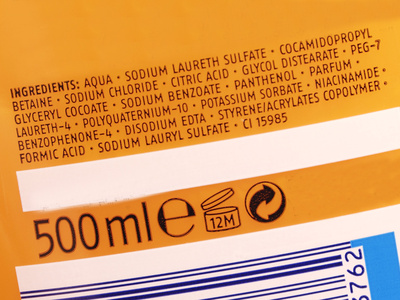 INGREDIENTS: AQUA • SODIUM LAURETH SULFATE • COCAMIDOPROPYL
BETAINE • SODIUM CHLORIDE • CITRIC ACID • GLYCOL DISTEARATE • PEG-7
GLYCERYL COCOATE • SODIUM BENZOATE • PANTHENOL • PARFUM •
LAURETH-4 • POLYQUATERNIUM-10 • POTASSIUM SORBATE • NIACINAMIDE •
BENZOPHENONE-4 • DISODIUM EDTA • STYRENE/ACRYLATES COPOLYMER •
FORMIC ACID • SODIUM LAURYL SULFATE • CI 15985
500 ml e 12M